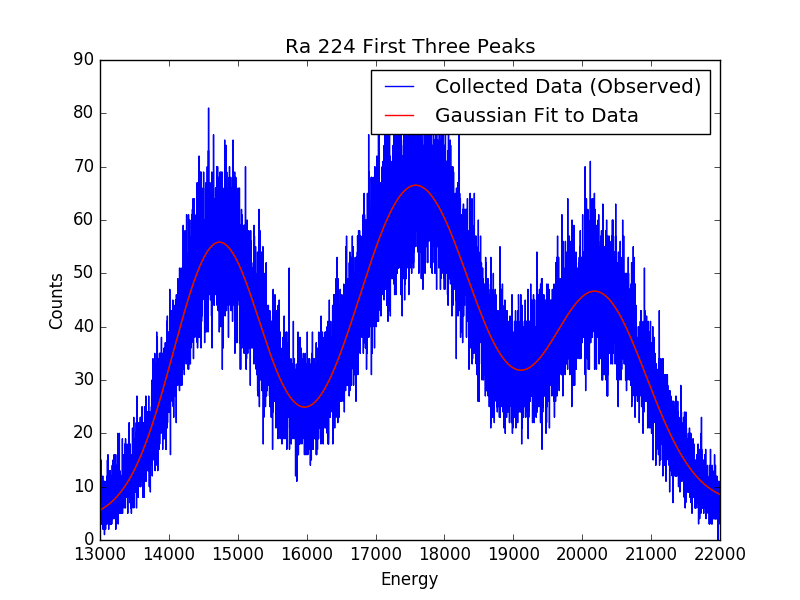 Ra 224 First Three Peaks
Collected Data (Observed)
Gaussian Fit to Data
90
80
70
60
50
40
30
20
10
0
Counts
13000 14000 15000 16000 17000 18000 19000 20000 21000 22000
Energy